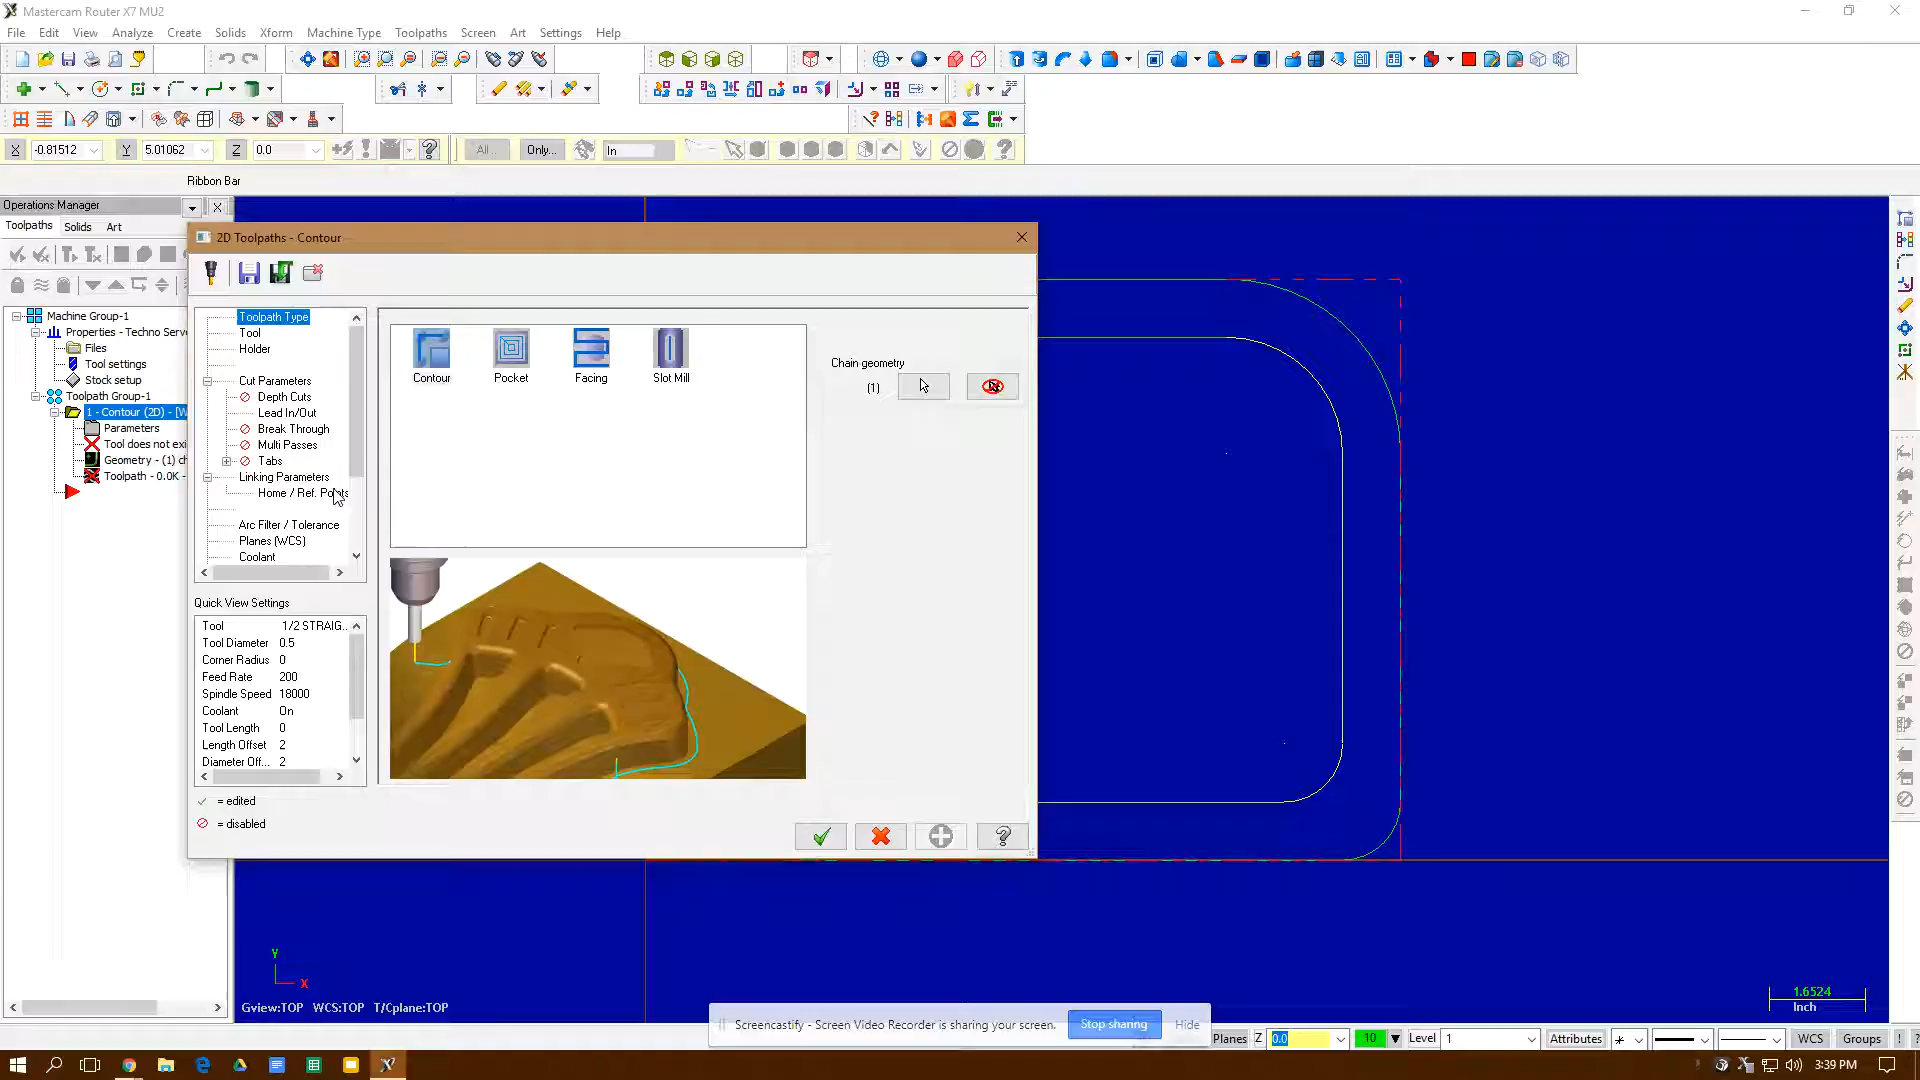 Mastercam Router X7 MU2
File Edit View Analyze Create Solids Xform Machine Type Toolpaths Screen Art Settings Help
X -0.81512 Y 5.01062 Z 0.0 All... Only... In
Ribbon Bar
Operations Manager
Toolpaths Solids Art
Machine Group-1
Properties - Techno Serv
Files
Tool settings
Stock setup
Toolpath Group-1
1 - Contour (2D) - [W
Parameters
Tool does not exi
Geometry - (1) ch
Toolpath - 0.0K -
2D Toolpaths - Contour
Toolpath Type
Tool
Holder
Cut Parameters
Depth Cuts
Lead In/Out
Break Through
Multi Passes
Tabs
Linking Parameters
Home / Ref. Points
Arc Filter / Tolerance
Planes (WCS)
Coolant
Contour Pocket Facing Slot Mill
Chain geometry
(1)
Quick View Settings
Tool 1/2 STRAIG...
Tool Diameter 0.5
Corner Radius 0
Feed Rate 200
Spindle Speed 18000
Coolant On
Tool Length 0
Length Offset 2
Diameter Off... 2
= edited
= disabled
Y
X
Gview:TOP WCS:TOP T/Cplane:TOP
1.6524
Inch
Screencastify - Screen Video Recorder is sharing your screen. Stop sharing Hide
Planes Z 0.0 10 Level 1 Attributes WCS Groups ! ?
3:39 PM